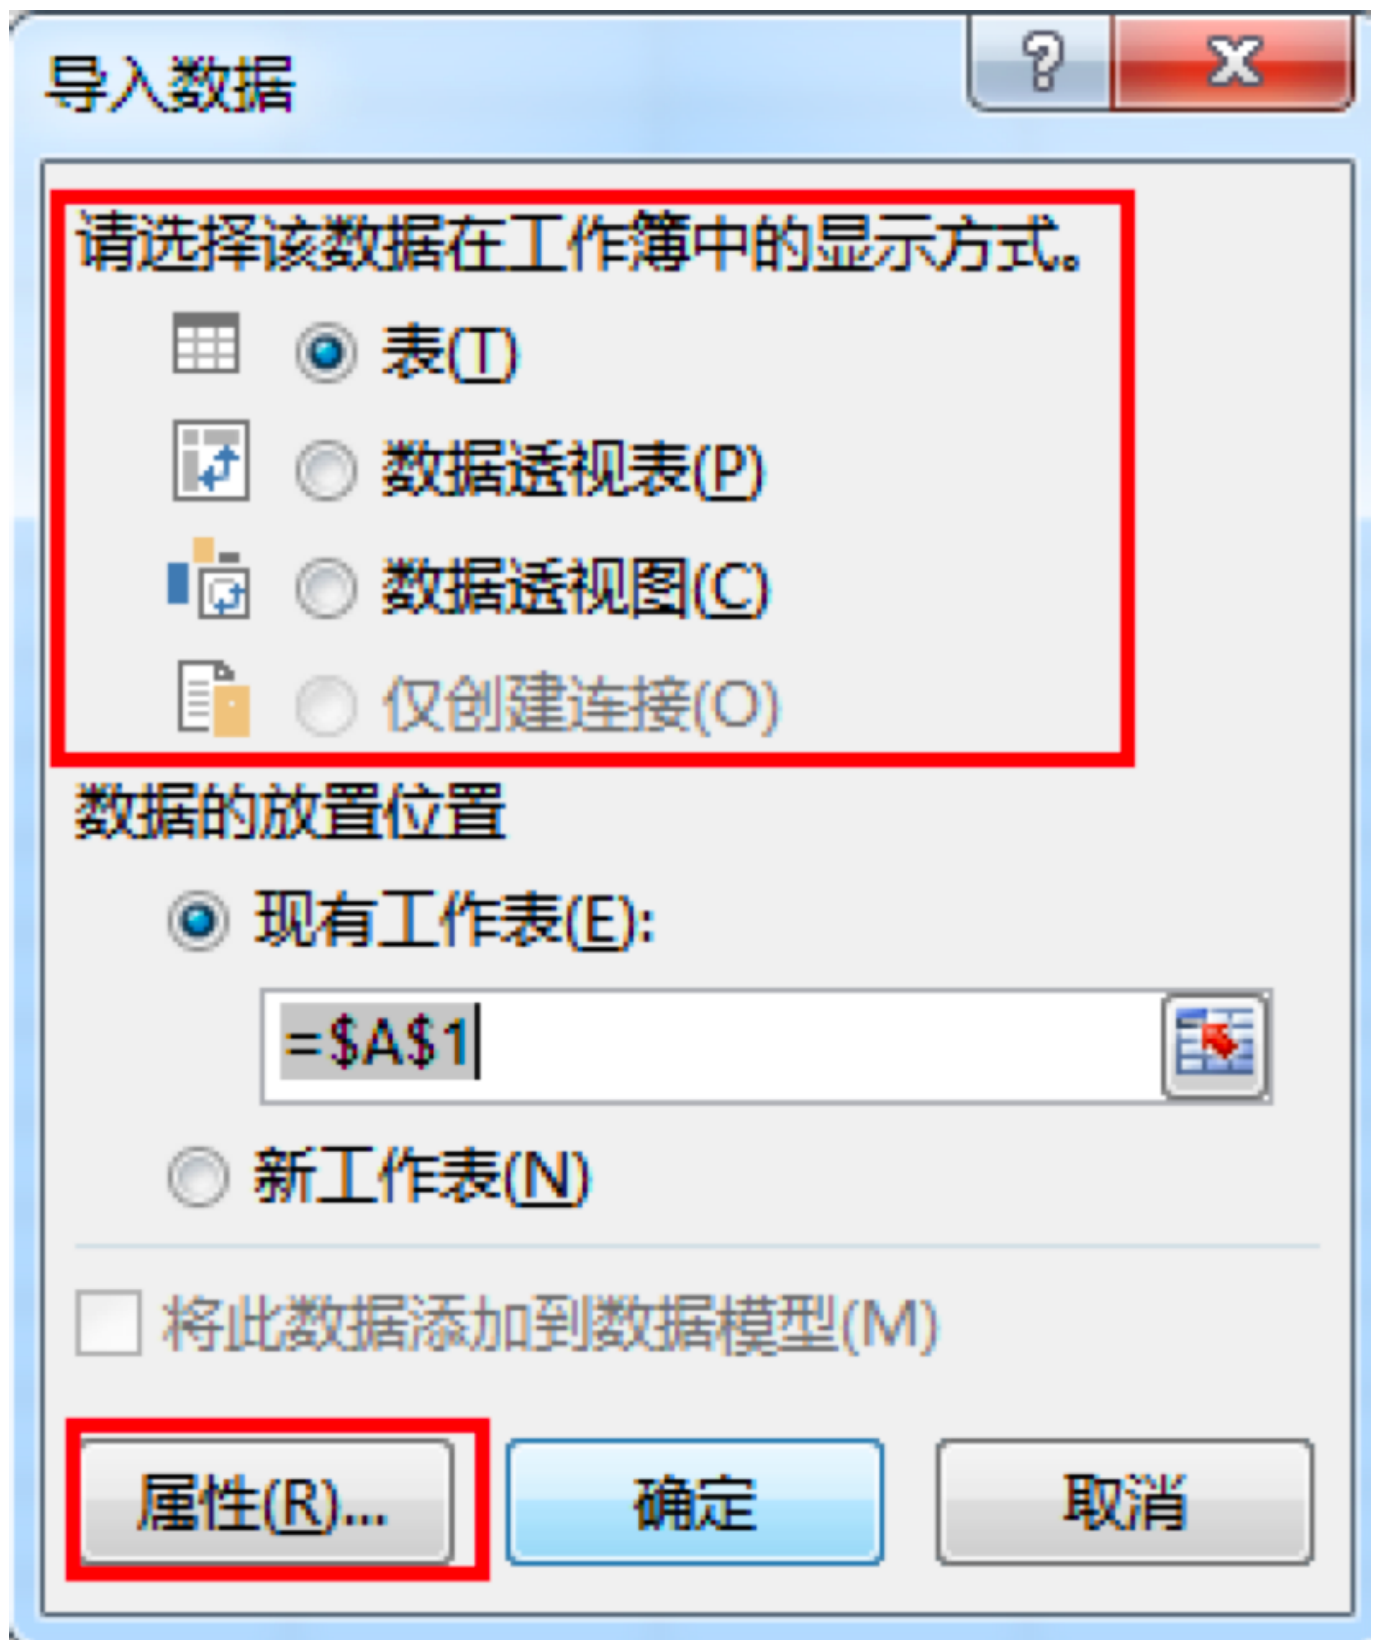 导入数据
请选择该数据在工作簿中的显示方式。
表(T)
数据透视表(P)
数据透视图(C)
仅创建连接(O)
数据的放置位置
现有工作表(E):
=$A$1
新工作表(N)
将此数据添加到数据模型(M)
属性(R)... 确定 取消